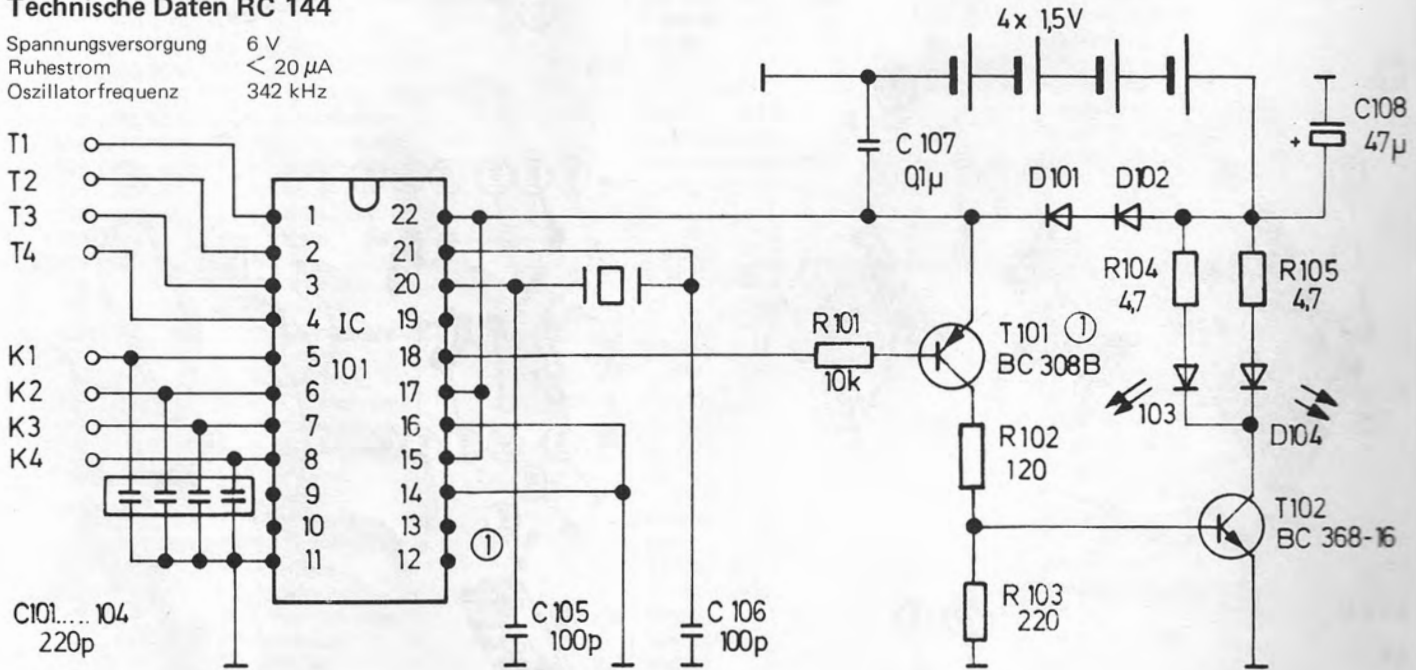 Technische Daten RC 144
Spannungsversorgung 6 V
Ruhestrom < 20 µA
Oszillatorfrequenz 342 kHz
4 x 1,5V
C108
47µ
+
C 107
0,1µ
D101
D102
T1
T2
T3
T4
K1
K2
K3
K4
IC
101
1
2
3
4
5
6
7
8
9
10
11
22
21
20
19
18
17
16
15
14
13
12
1
R 101
10k
T101 1
BC 308B
R104
4,7
R105
4,7
103
D104
R102
120
T102
BC 368-16
R 103
220
C101..... 104
220p
C 105
100p
C 106
100p